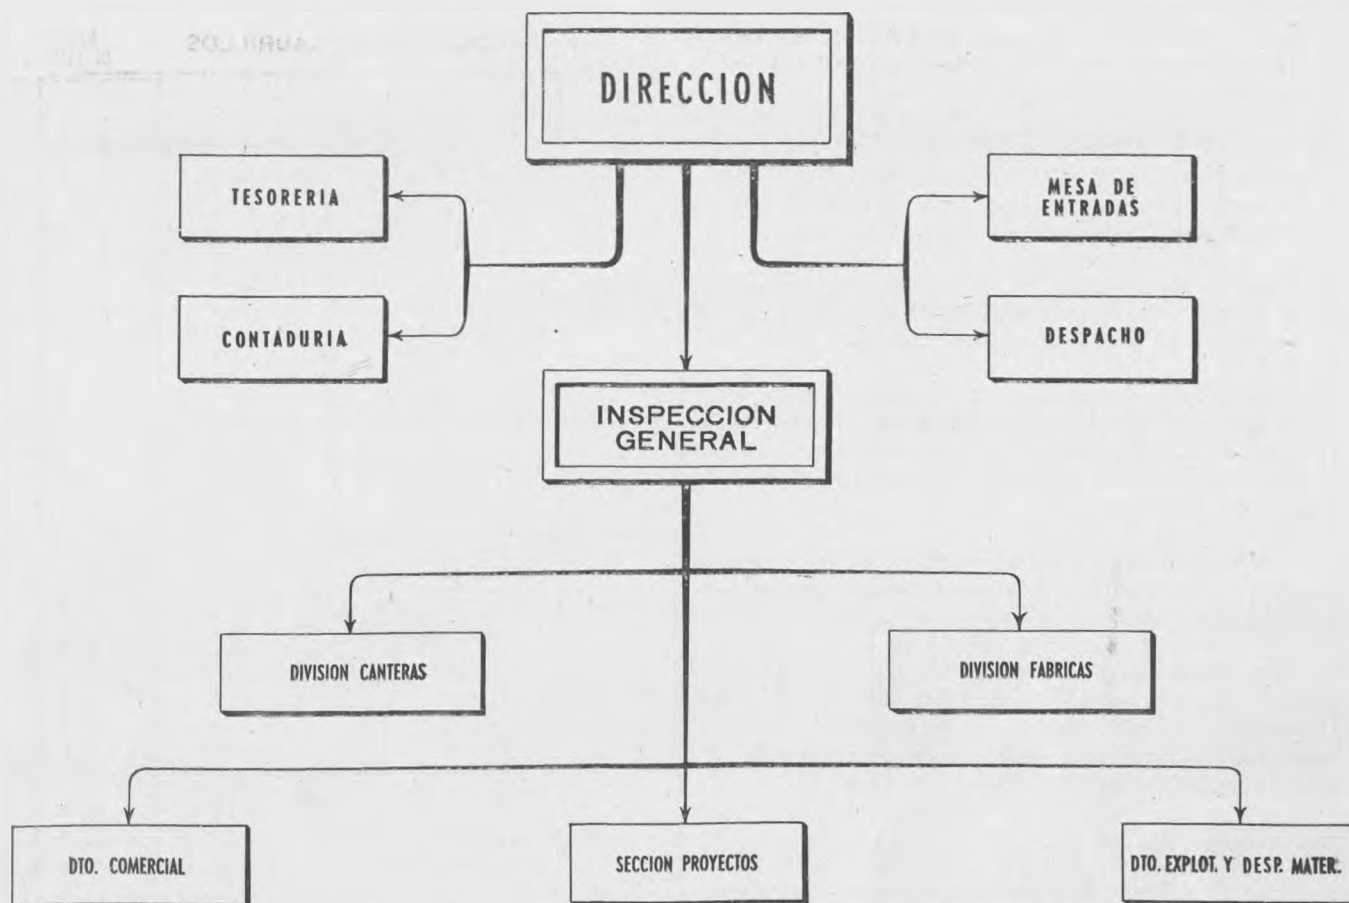 DIRECCION
TESORERIA
MESA DE
ENTRADAS
CONTADURIA
DESPACHO
INSPECCION
GENERAL
DIVISION CANTERAS
DIVISION FABRICAS
DTO. COMERCIAL
SECCION PROYECTOS
DTO. EXPLOT. Y DESP. MATER.